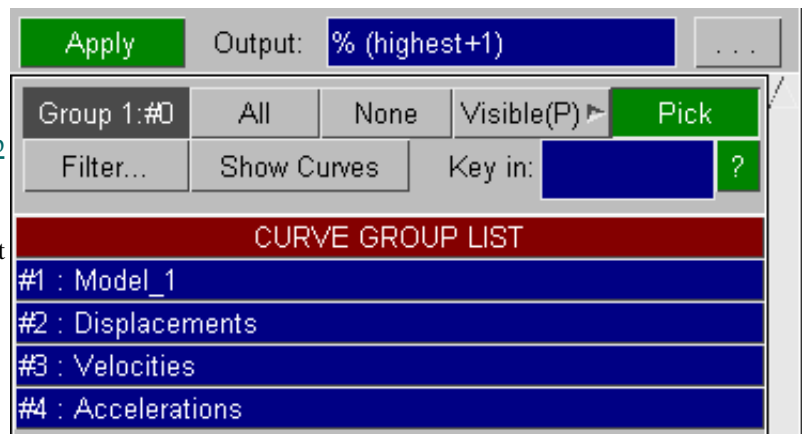 Apply Output: % (highest+1) ...
Group 1:#0 All None Visible(P) Pick
Filter... Show Curves Key in: ?
CURVE GROUP LIST
#1 : Model_1
#2 : Displacements
#3 : Velocities
#4 : Accelerations